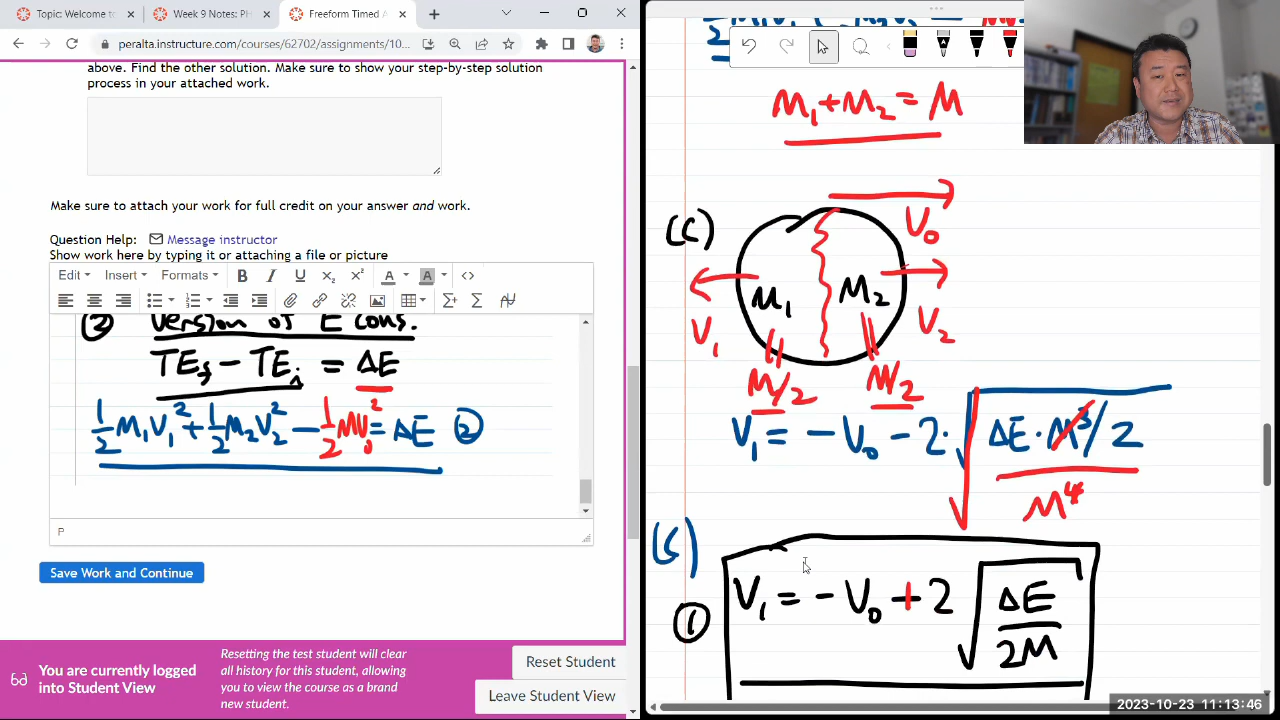 Topic Welcome to
Week 9 Notes: Ph
Freeform Timed A
peralta.instructure.com/courses/62
assignments/10...
above. Find the other solution. Make sure to show your step-by-step solution
process in your attached work.
Make sure to attach your work for full credit on your answer and work.
Question Help: Message instructor
Show work here by typing it or attaching a file or picture
Edit Insert Formats B I U x₂ x² A A <>
③ version of E cons.
TE_f − TE_i = ΔE
½M₁V₁² + ½M₂V₂² − ½MV₀² = ΔE ②
P
Save Work and Continue
You are currently logged
into Student View
Resetting the test student will clear
all history for this student, allowing
you to view the course as a brand
new student.
Reset Student
Leave Student View
M₁+M₂ = M
(c)
V₀
M₁ M₂
V₁ V₂
M/2 M/2
V₁ = −V₀ − 2·√(ΔE·M³/2 / M⁴)
(c)
① V₁ = −V₀ + 2 √(ΔE / 2M)
2023-10-23 11:13:46